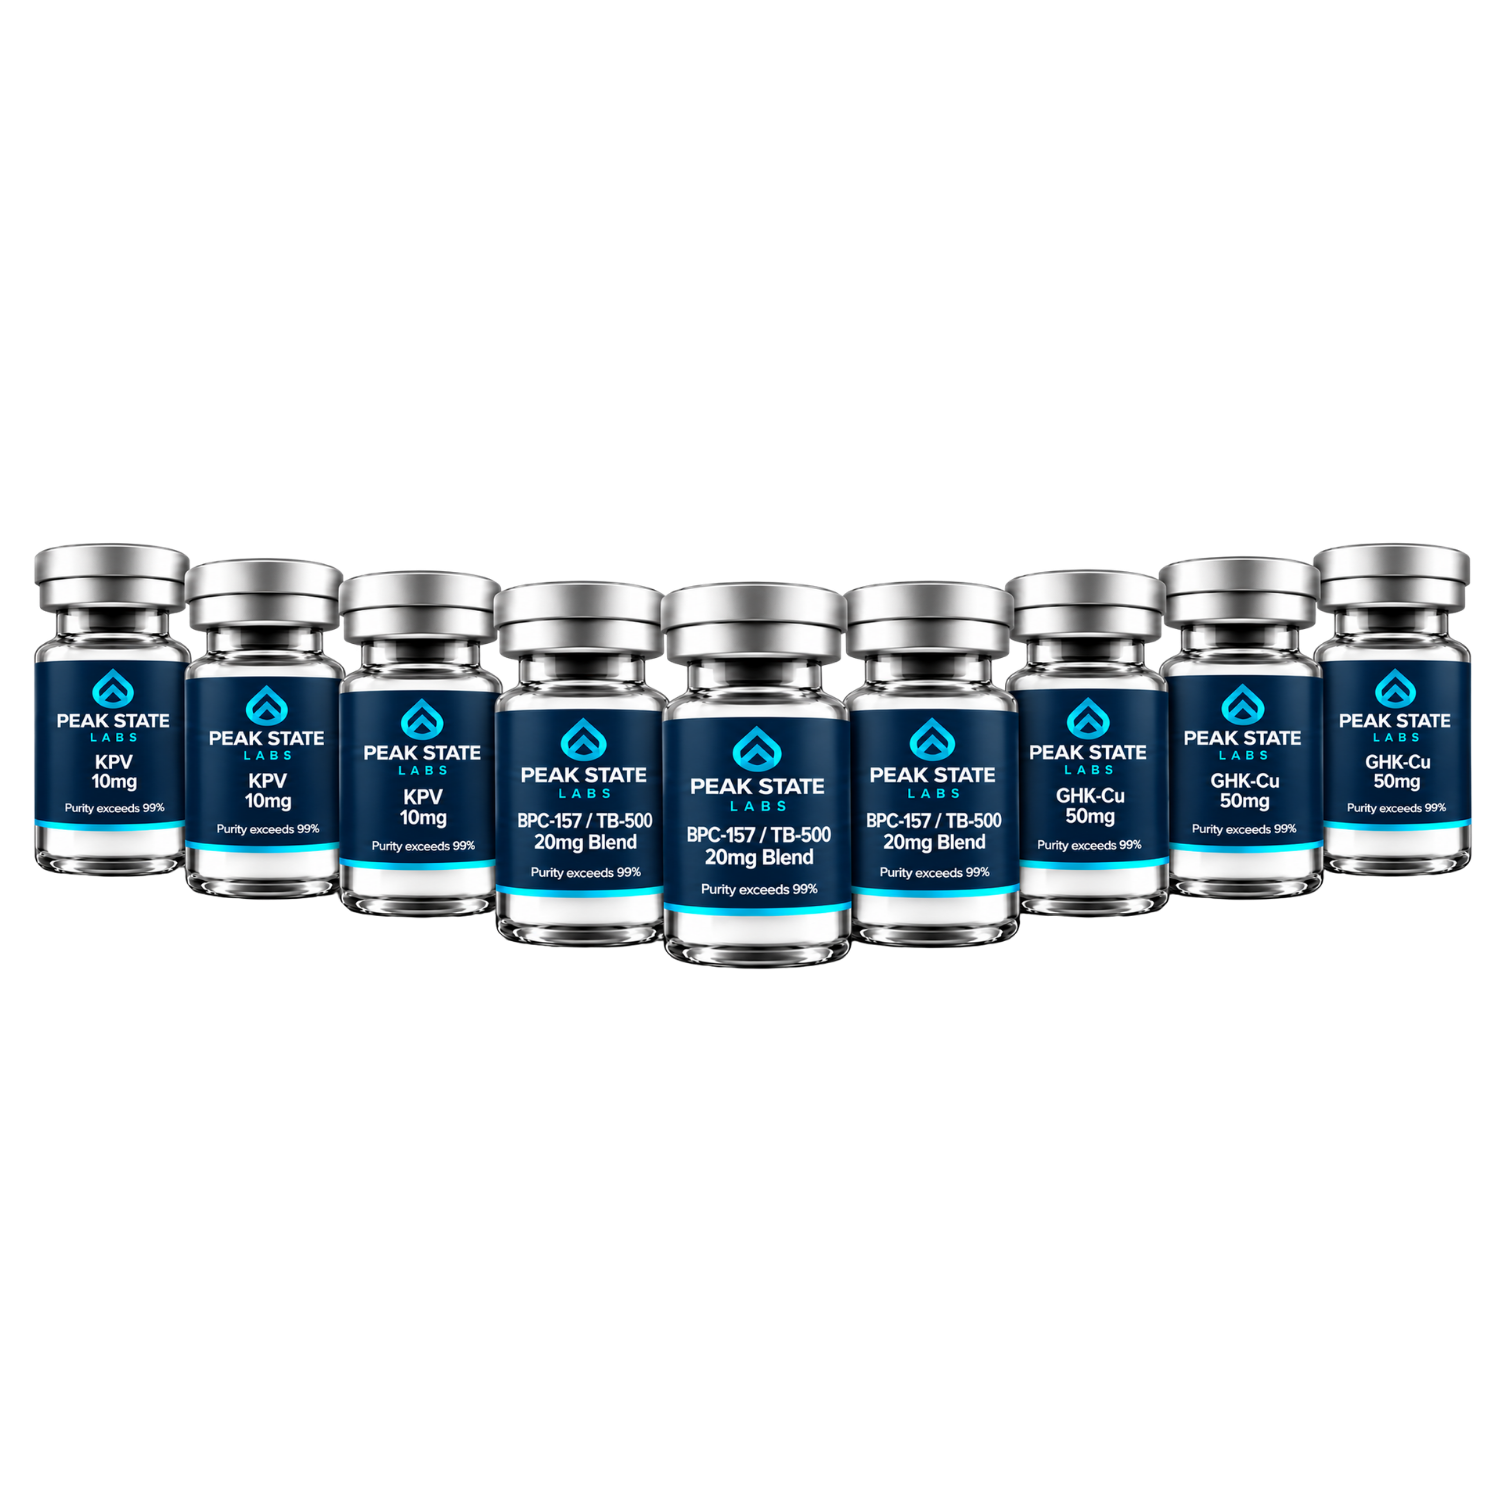 PEAK STATE
LABS
KPV
10mg
Purity exceeds 99%
PEAK STATE
LABS
KPV
10mg
Purity exceeds 99%
PEAK STATE
LABS
KPV
10mg
Purity exceeds 99%
PEAK STATE
LABS
BPC-157 / TB-500
20mg Blend
Purity exceeds 99%
PEAK STATE
LABS
BPC-157 / TB-500
20mg Blend
Purity exceeds 99%
PEAK STATE
LABS
BPC-157 / TB-500
20mg Blend
Purity exceeds 99%
PEAK STATE
LABS
GHK-Cu
50mg
Purity exceeds 99%
PEAK STATE
LABS
GHK-Cu
50mg
Purity exceeds 99%
PEAK STATE
LABS
GHK-Cu
50mg
Purity exceeds 99%